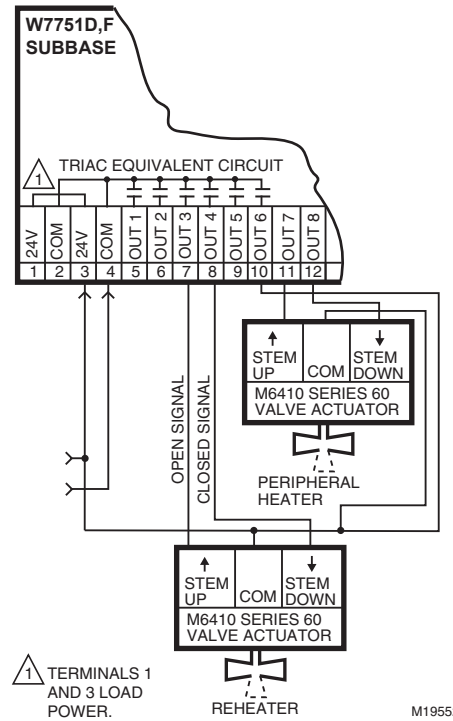 W7751D,F
SUBBASE
TRIAC EQUIVALENT CIRCUIT
1
24V
COM
24V
COM
OUT 1
OUT 2
OUT 3
OUT 4
OUT 5
OUT 6
OUT 7
OUT 8
1 2 3 4 5 6 7 8 9 10 11 12
STEM UP
COM
STEM DOWN
M6410 SERIES 60
VALVE ACTUATOR
PERIPHERAL
HEATER
OPEN SIGNAL
CLOSED SIGNAL
STEM UP
COM
STEM DOWN
M6410 SERIES 60
VALVE ACTUATOR
REHEATER
1 TERMINALS 1
AND 3 LOAD
POWER.
M1955